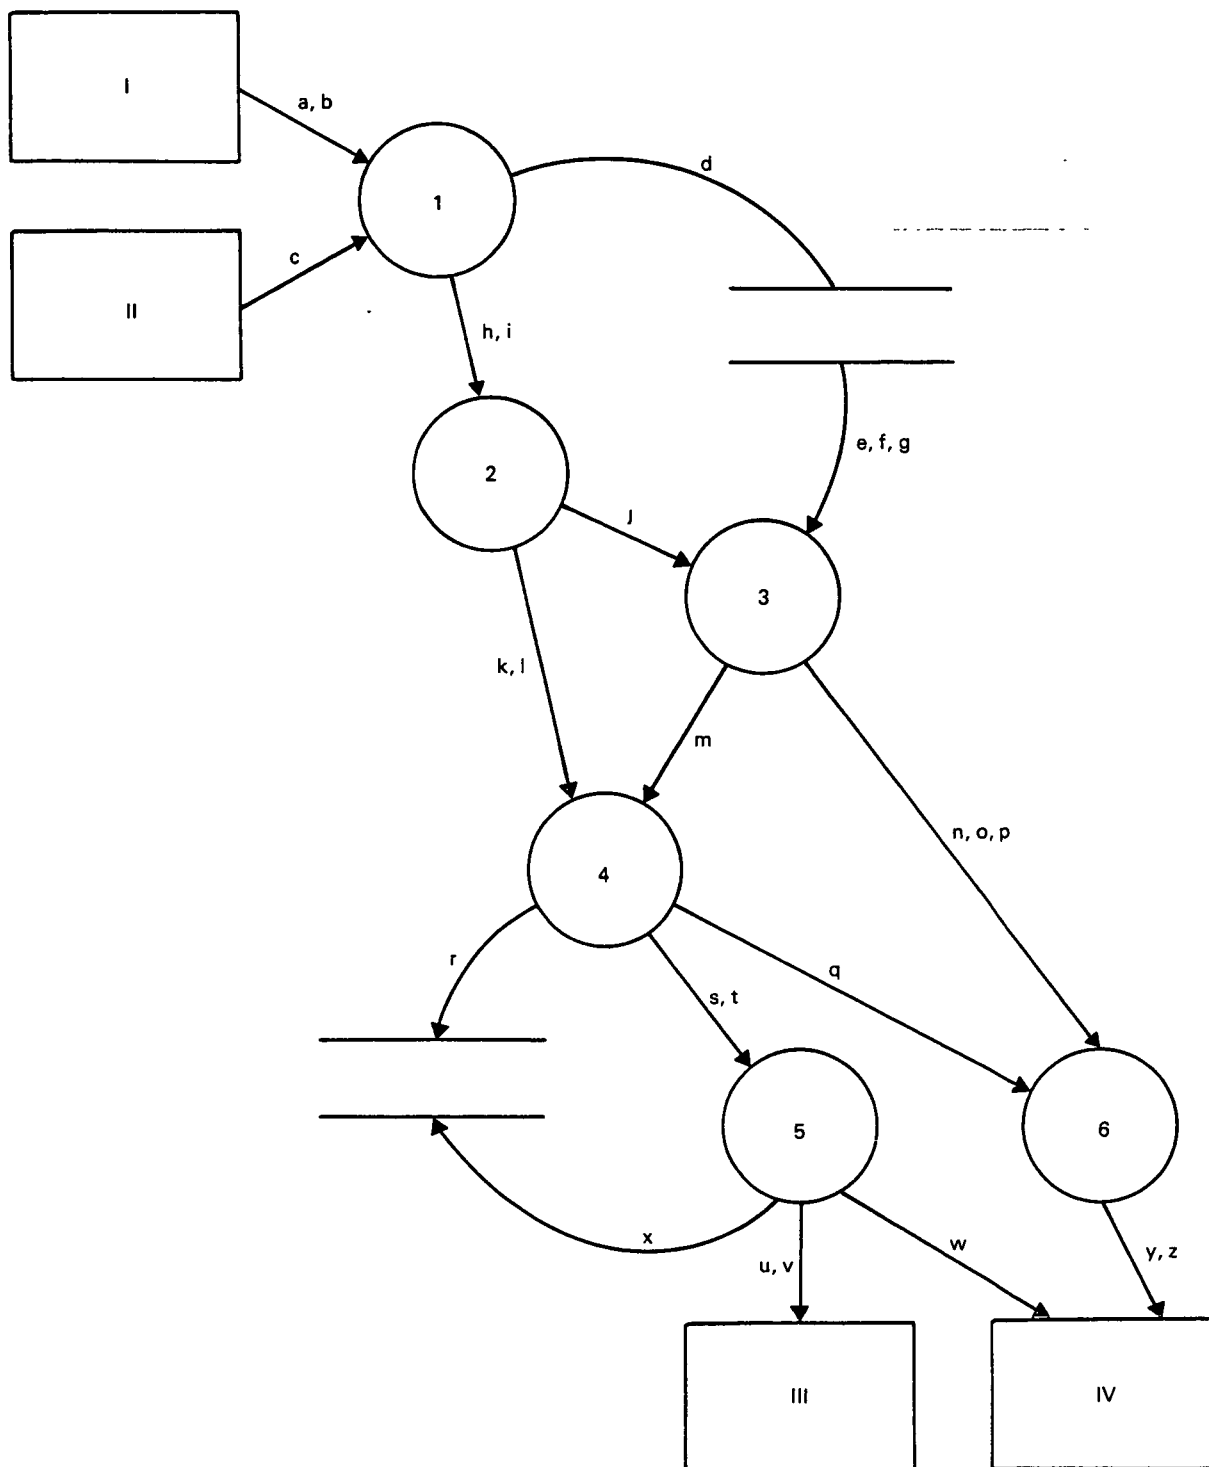 I
a, b
1
d
II
c
h, i
2
e, f, g
J
3
k, l
m
n, o, p
4
r
q
s, t
5
6
x
u, v
w
y, z
III
IV